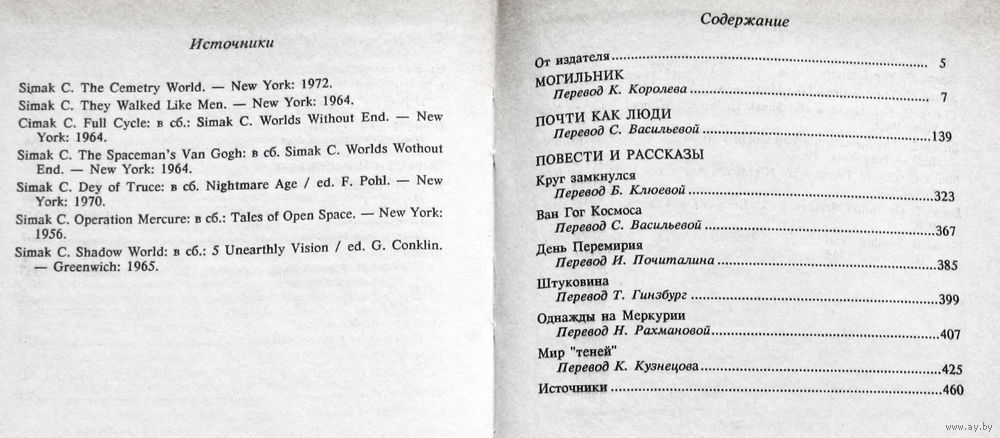 Источники
Simak C. The Cemetry World. — New York: 1972.
Simak C. They Walked Like Men. — New York: 1964.
Cimak C. Full Cycle: в сб.: Simak C. Worlds Without End. — New
York: 1964.
Simak C. The Spaceman's Van Gogh: в сб. Simak C. Worlds Wothout
End. — New York: 1964.
Simak C. Dey of Truce: в сб. Nightmare Age / ed. F. Pohl. — New
York: 1970.
Simak C. Operation Mercure: в сб.: Tales of Open Space. — New York:
1956.
Simak C. Shadow World: в сб.: 5 Unearthly Vision / ed. G. Conklin.
— Greenwich: 1965.
Содержание
От издателя 5
МОГИЛЬНИК
Перевод К. Королева 7
ПОЧТИ КАК ЛЮДИ
Перевод С. Васильевой 139
ПОВЕСТИ И РАССКАЗЫ
Круг замкнулся
Перевод Б. Клюевой 323
Ван Гог Космоса
Перевод С. Васильевой 367
День Перемирия
Перевод И. Почиталина 385
Штуковина
Перевод Т. Гинзбург 399
Однажды на Меркурии
Перевод Н. Рахмановой 407
Мир "теней"
Перевод К. Кузнецова 425
Источники 460
www.ay.by